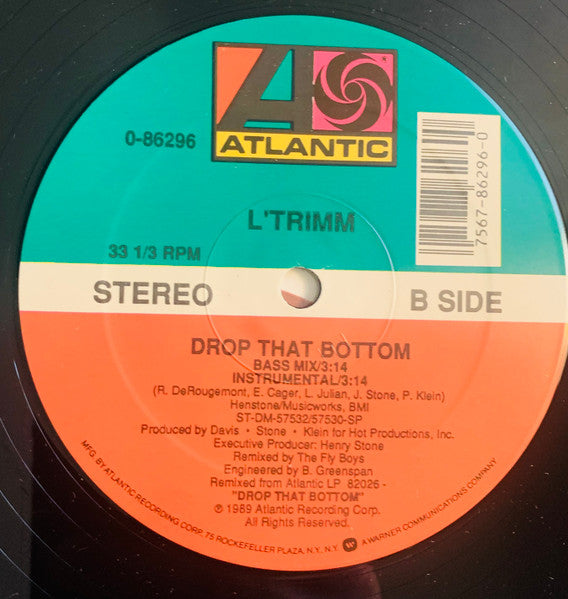 ATLANTIC
0-86296
7567-86296-0
L'TRIMM
33 1/3 RPM
STEREO
B SIDE
DROP THAT BOTTOM
BASS MIX/3:14
INSTRUMENTAL/3:14
(R. DeRougemont, E. Cager, L. Julian, J. Stone, P. Klein)
Henstone/Musicworks, BMI
ST-DM-57532/57530-SP
Produced by Davis • Stone • Klein for Hot Productions, Inc.
Executive Producer: Henry Stone
Remixed by The Fly Boys
Engineered by B. Greenspan
Remixed from Atlantic LP 82026 -
"DROP THAT BOTTOM"
℗ 1989 Atlantic Recording Corp.
All Rights Reserved.
MFG. BY ATLANTIC RECORDING CORP., 75 ROCKEFELLER PLAZA, N.Y., N.Y. A WARNER COMMUNICATIONS COMPANY